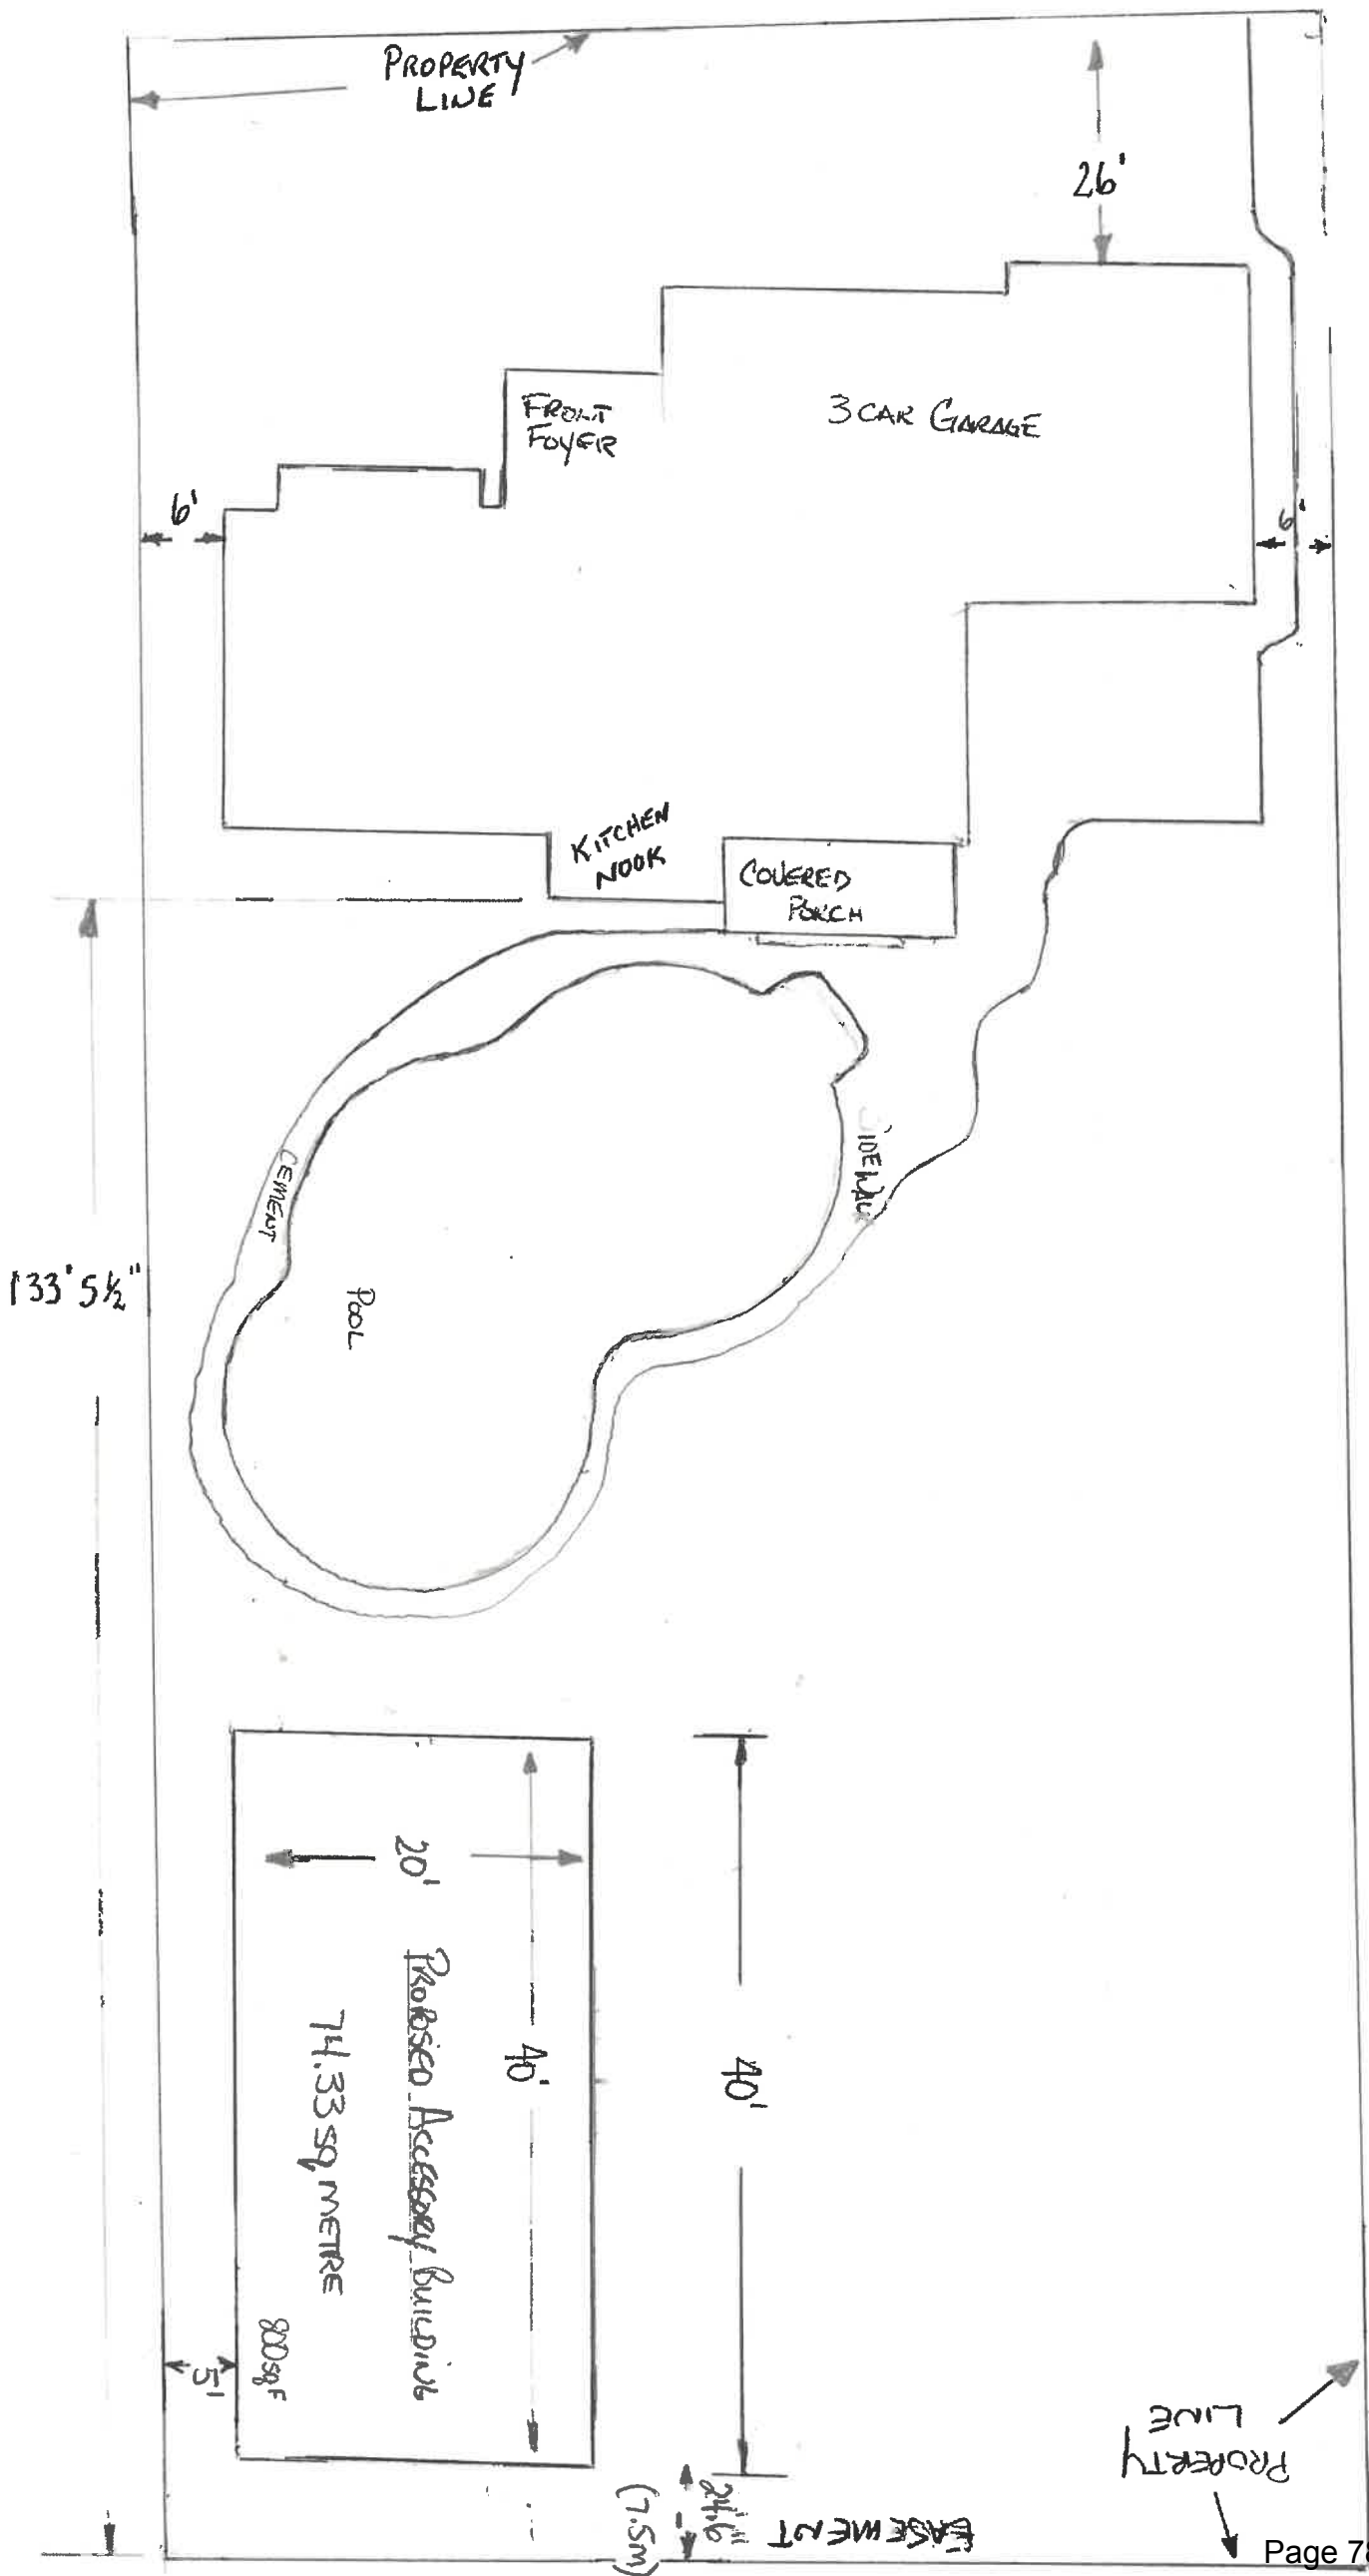 PROPERTY
LINE
26'
FRONT
FOYER
3 CAR GARAGE
6'
6'
KITCHEN
NOOK
COVERED
PORCH
SIDEWALK
CEMENT
POOL
133' 5½"
20'
40'
40'
PROPOSED ACCESSORY BUILDING
74.33 SQ METRE
800 SQ F
5'
24'6"
(7.5m)
EASEMENT
PROPERTY
LINE
Page 7